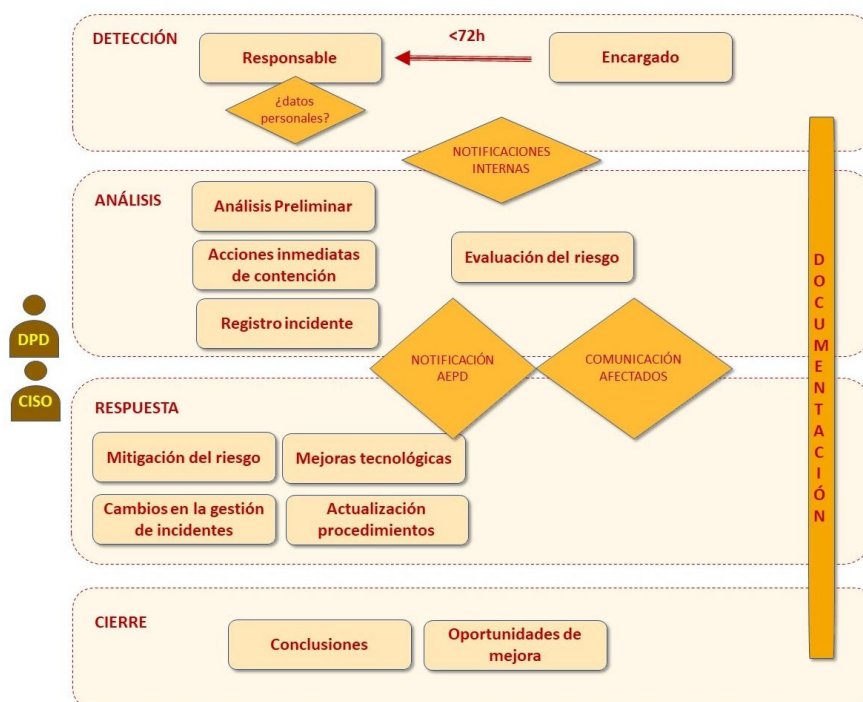 DETECCIÓN
<72h
Responsable
Encargado
¿datos
personales?
NOTIFICACIONES
INTERNAS
ANÁLISIS
Análisis Preliminar
Acciones inmediatas
de contención
Evaluación del riesgo
Registro incidente
DPD
CISO
NOTIFICACIÓN
AEPD
COMUNICACIÓN
AFECTADOS
RESPUESTA
Mitigación del riesgo
Mejoras tecnológicas
Cambios en la gestión
de incidentes
Actualización
procedimientos
CIERRE
Conclusiones
Oportunidades de
mejora
DOCUMENTACIÓN